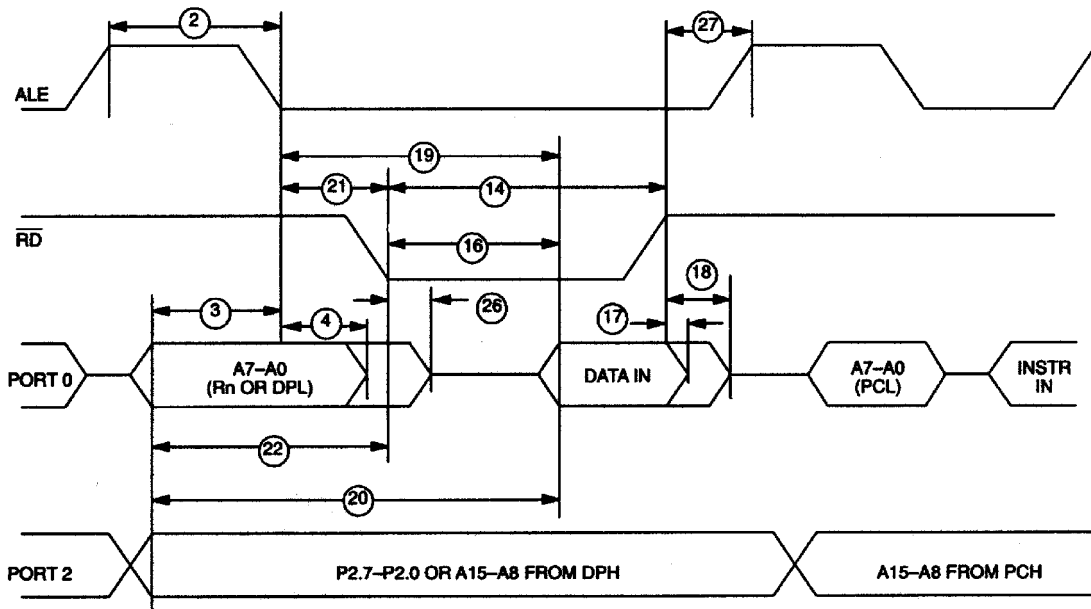 2
27
ALE
19
21
14
RD
16
18
3
4
26
17
PORT 0
A7–A0
(Rn OR DPL)
DATA IN
A7–A0
(PCL)
INSTR
IN
22
20
PORT 2
P2.7–P2.0 OR A15–A8 FROM DPH
A15–A8 FROM PCH